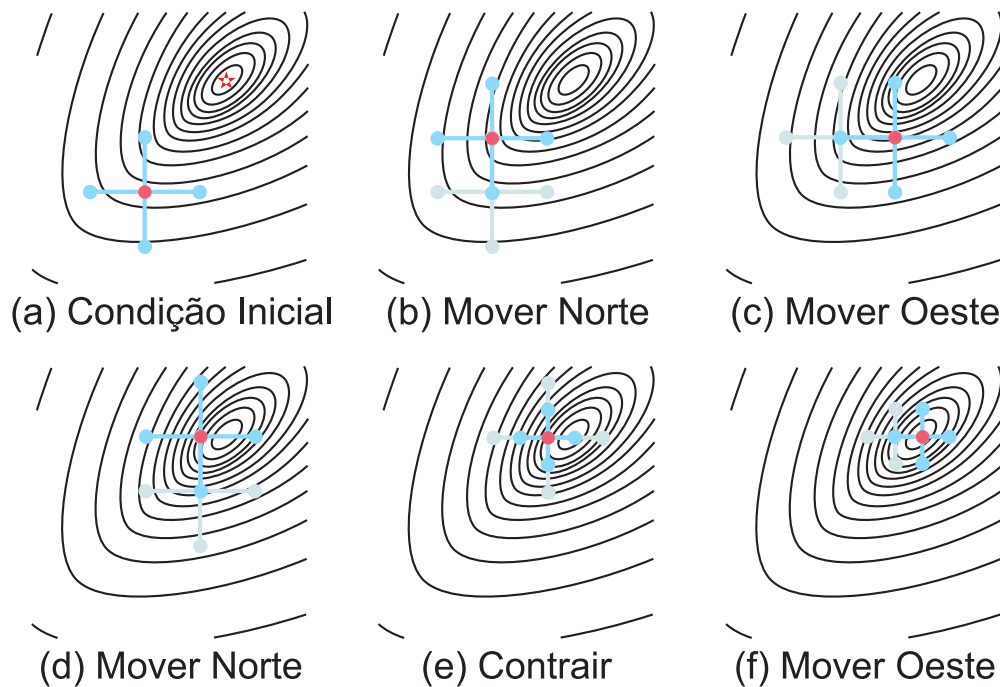 (a) Condição Inicial
(b) Mover Norte
(c) Mover Oeste
(d) Mover Norte
(e) Contrair
(f) Mover Oeste